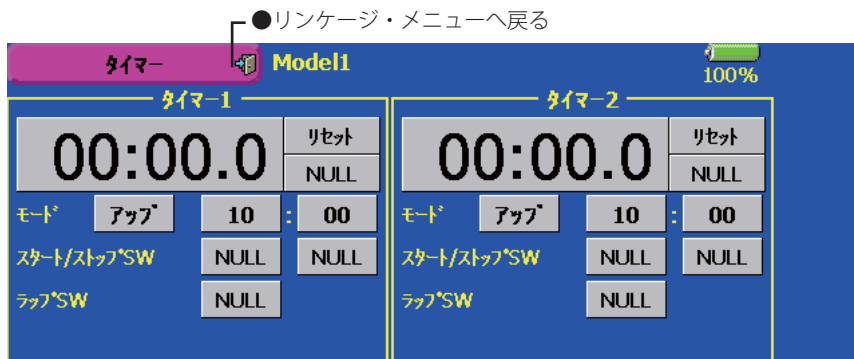 ●リンケージ・メニューへ戻る
タイマー Model1 100%
タイマー1 タイマー2
00:00.0 リセット 00:00.0 リセット
NULL NULL
モード アップ 10 : 00 モード アップ 10 : 00
スタート/ストップSW NULL NULL スタート/ストップSW NULL NULL
ラップSW NULL ラップSW NULL